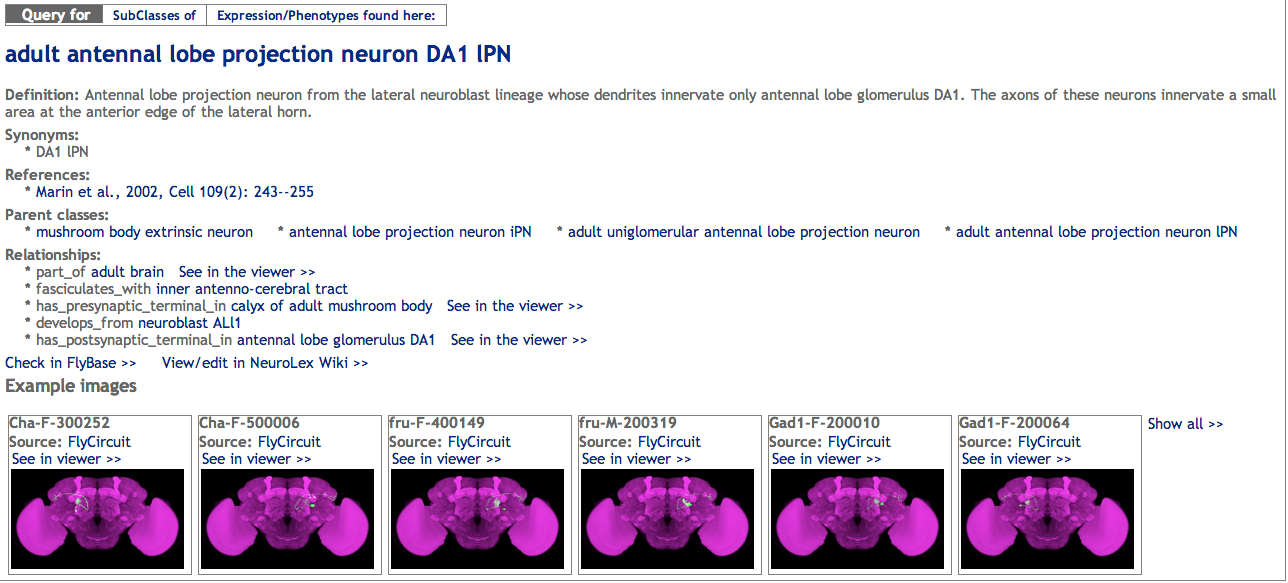 Query for SubClasses of Expression/Phenotypes found here:
adult antennal lobe projection neuron DA1 lPN
Definition: Antennal lobe projection neuron from the lateral neuroblast lineage whose dendrites innervate only antennal lobe glomerulus DA1. The axons of these neurons innervate a small
area at the anterior edge of the lateral horn.
Synonyms:
* DA1 lPN
References:
* Marin et al., 2002, Cell 109(2): 243--255
Parent classes:
* mushroom body extrinsic neuron * antennal lobe projection neuron iPN * adult uniglomerular antennal lobe projection neuron * adult antennal lobe projection neuron lPN
Relationships:
* part_of adult brain See in the viewer >>
* fasciculates_with inner antenno-cerebral tract
* has_presynaptic_terminal_in calyx of adult mushroom body See in the viewer >>
* develops_from neuroblast ALl1
* has_postsynaptic_terminal_in antennal lobe glomerulus DA1 See in the viewer >>
Check in FlyBase >> View/edit in NeuroLex Wiki >>
Example images
Cha-F-300252 Cha-F-500006 fru-F-400149 fru-M-200319 Gad1-F-200010 Gad1-F-200064 Show all >>
Source: FlyCircuit Source: FlyCircuit Source: FlyCircuit Source: FlyCircuit Source: FlyCircuit Source: FlyCircuit
See in viewer >> See in viewer >> See in viewer >> See in viewer >> See in viewer >> See in viewer >>